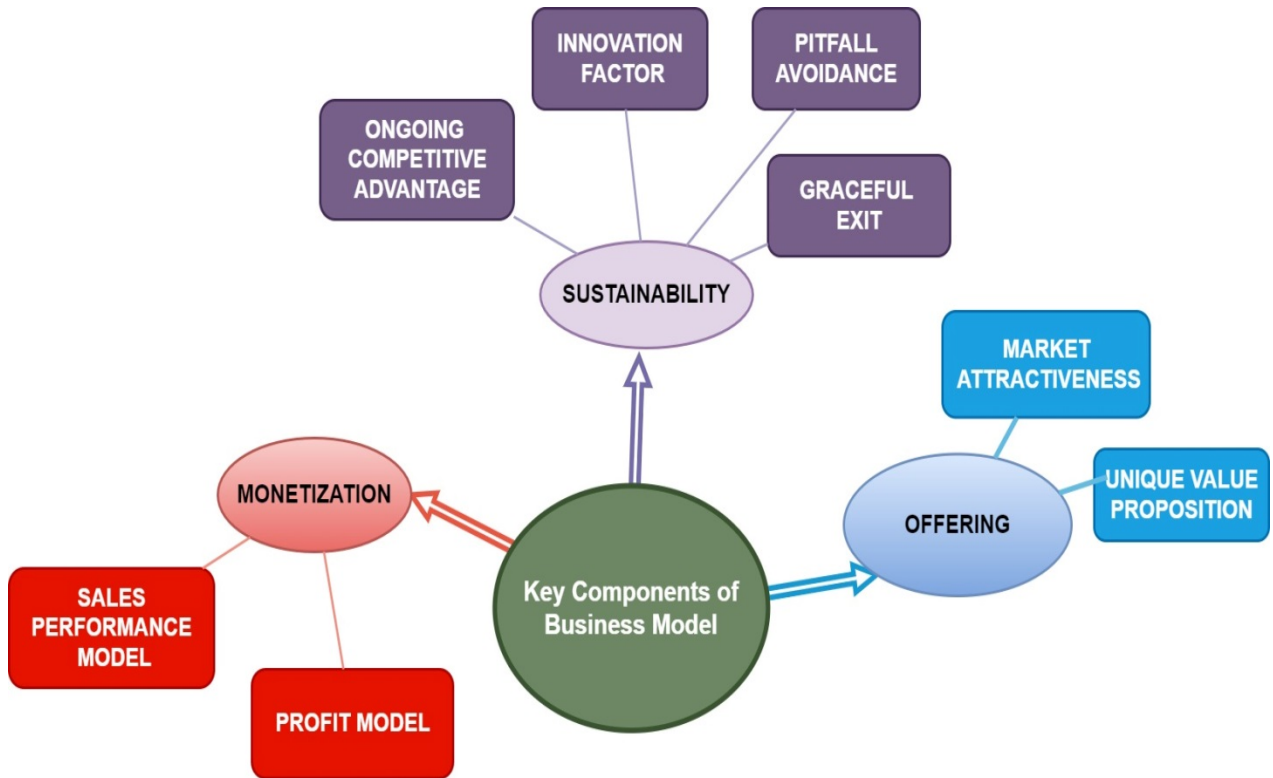 INNOVATION
FACTOR
PITFALL
AVOIDANCE
ONGOING
COMPETITIVE
ADVANTAGE
GRACEFUL
EXIT
SUSTAINABILITY
MARKET
ATTRACTIVENESS
UNIQUE VALUE
PROPOSITION
OFFERING
MONETIZATION
Key Components of
Business Model
SALES
PERFORMANCE
MODEL
PROFIT MODEL